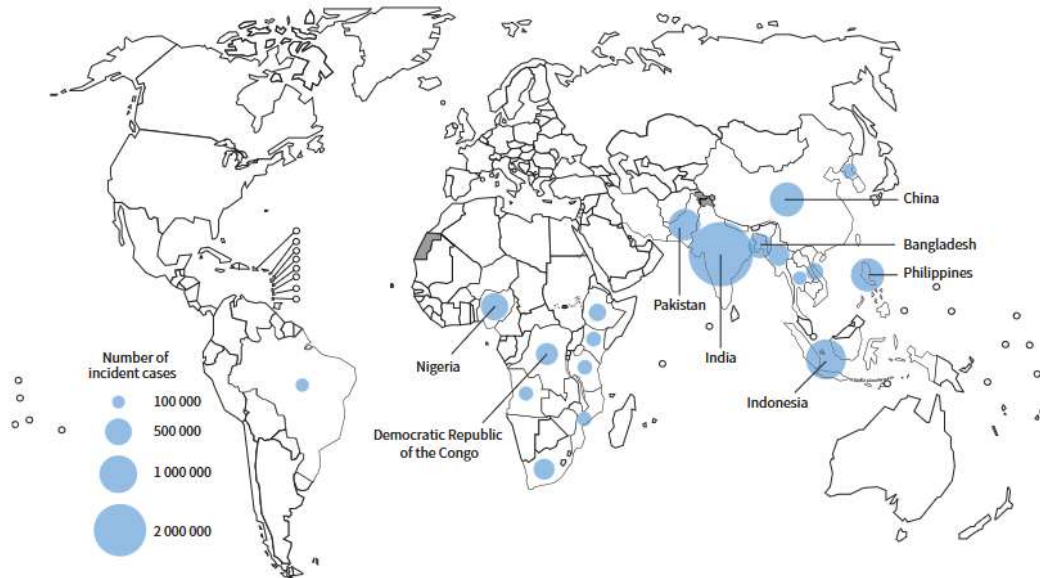 China
Bangladesh
Philippines
Pakistan
India
Nigeria
Indonesia
Democratic Republic
of the Congo
Number of
incident cases
100 000
500 000
1 000 000
2 000 000